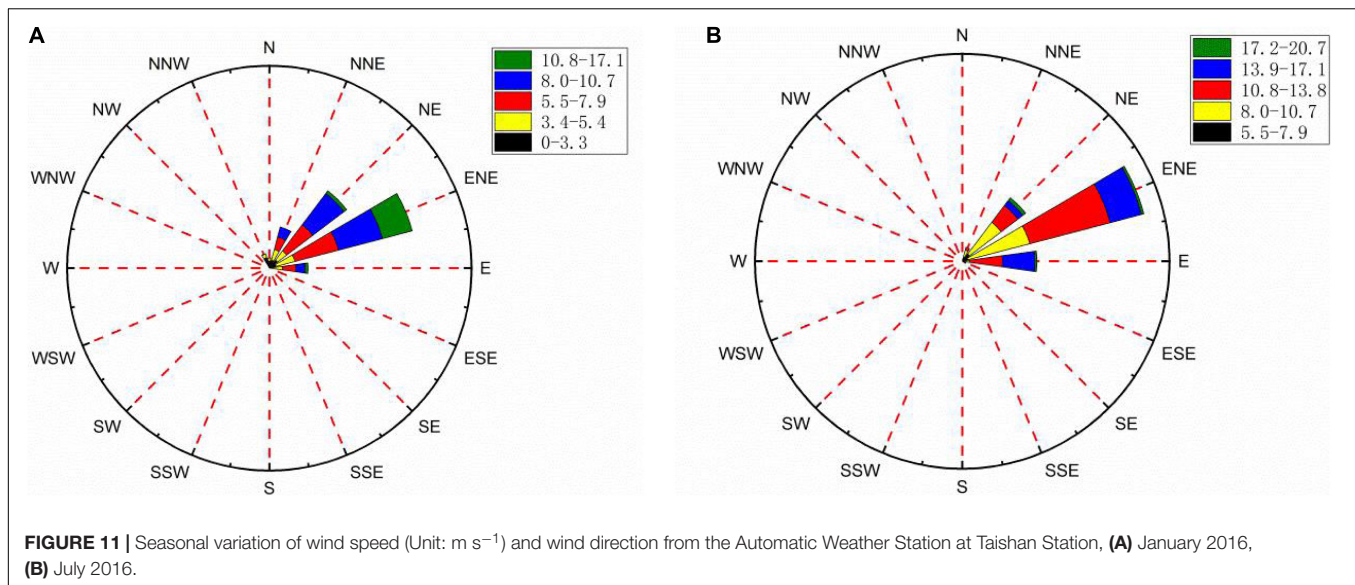 A
N
NNE
NE
ENE
E
ESE
SE
SSE
S
SSW
SW
WSW
W
WNW
NW
NNW
10.8-17.1
8.0-10.7
5.5-7.9
3.4-5.4
0-3.3
B
N
NNE
NE
ENE
E
ESE
SE
SSE
S
SSW
SW
WSW
W
WNW
NW
NNW
17.2-20.7
13.9-17.1
10.8-13.8
8.0-10.7
5.5-7.9
FIGURE 11 | Seasonal variation of wind speed (Unit: m s⁻¹) and wind direction from the Automatic Weather Station at Taishan Station, (A) January 2016,
(B) July 2016.